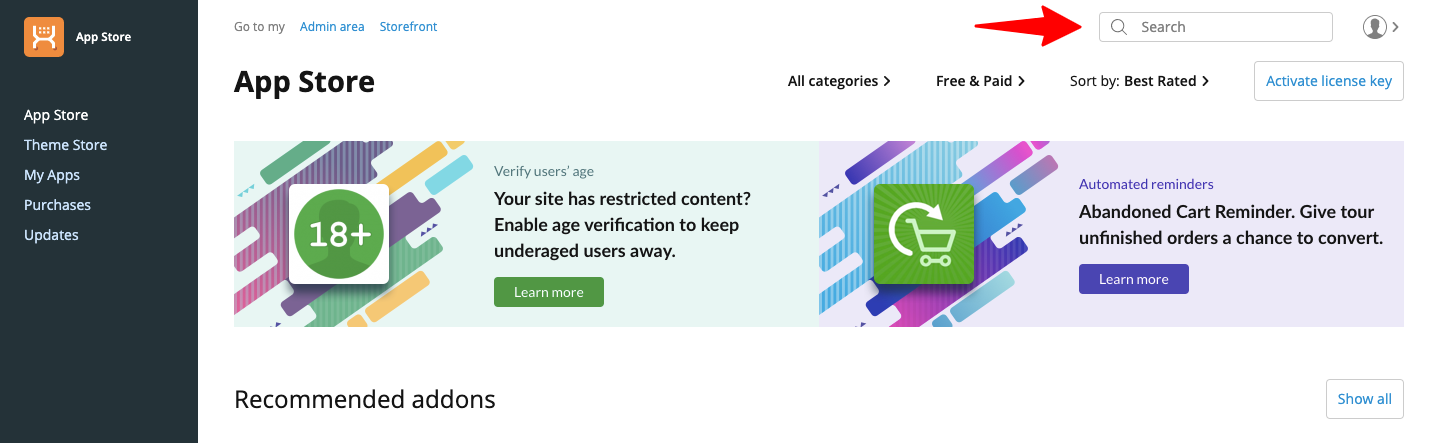 App Store
App Store
Theme Store
My Apps
Purchases
Updates
Go to my Admin area Storefront
Search
App Store
All categories Free & Paid Sort by: Best Rated Activate license key
18+
Verify users’ age
Your site has restricted content?
Enable age verification to keep
underaged users away.
Learn more
Automated reminders
Abandoned Cart Reminder. Give tour
unfinished orders a chance to convert.
Learn more
Recommended addons
Show all